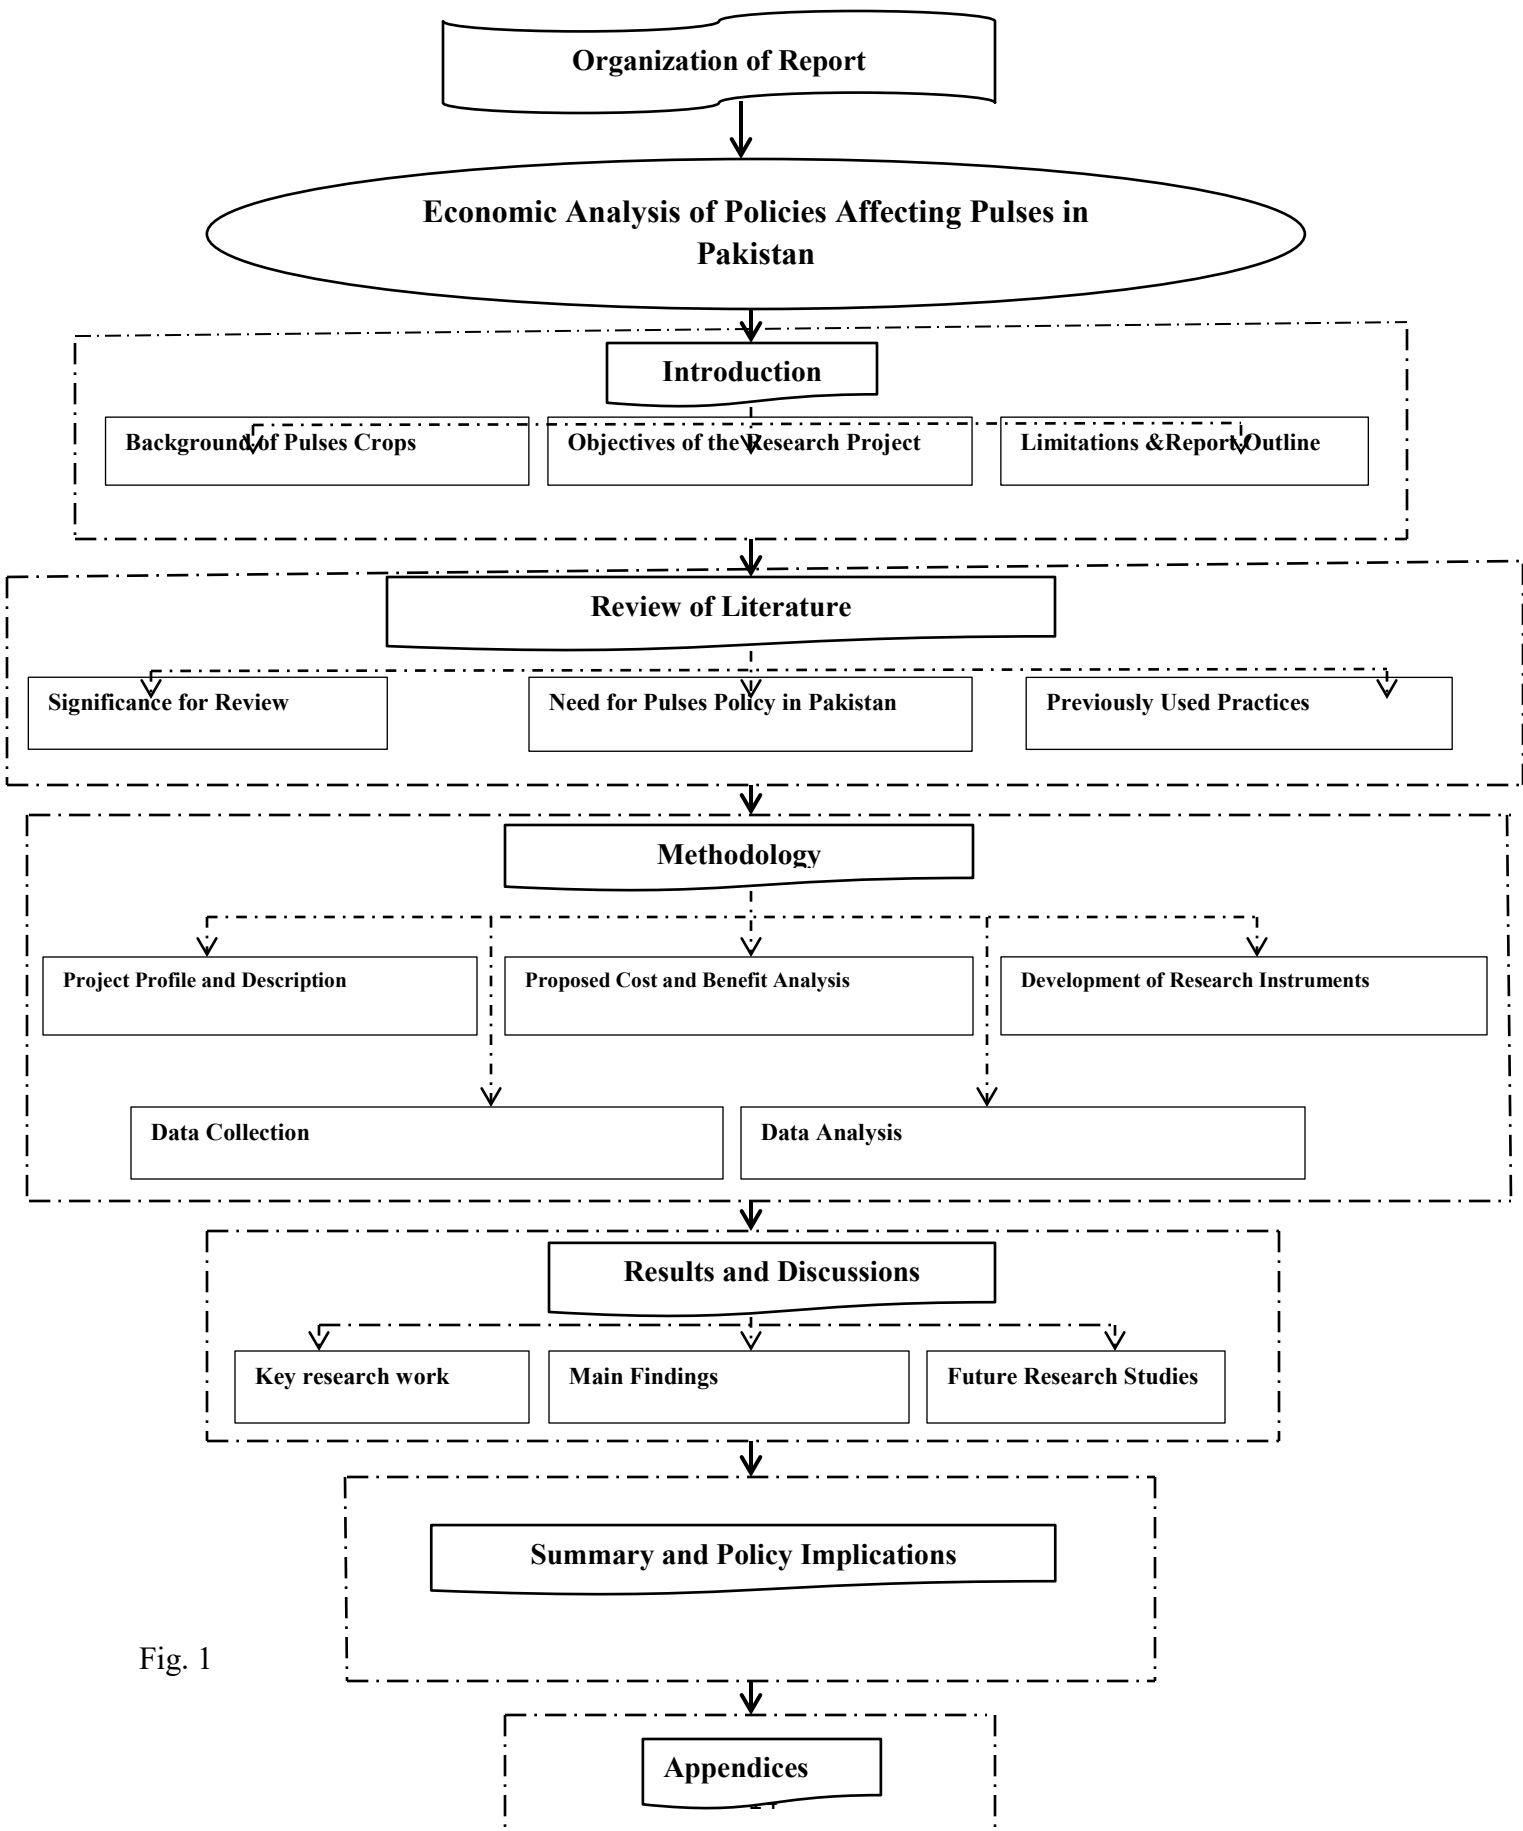 Organization of Report
Economic Analysis of Policies Affecting Pulses in
Pakistan
Introduction
Background of Pulses Crops
Objectives of the Research Project
Limitations &Report Outline
Review of Literature
Significance for Review
Need for Pulses Policy in Pakistan
Previously Used Practices
Methodology
Project Profile and Description
Proposed Cost and Benefit Analysis
Development of Research Instruments
Data Collection
Data Analysis
Results and Discussions
Key research work
Main Findings
Future Research Studies
Summary and Policy Implications
Fig. 1
Appendices